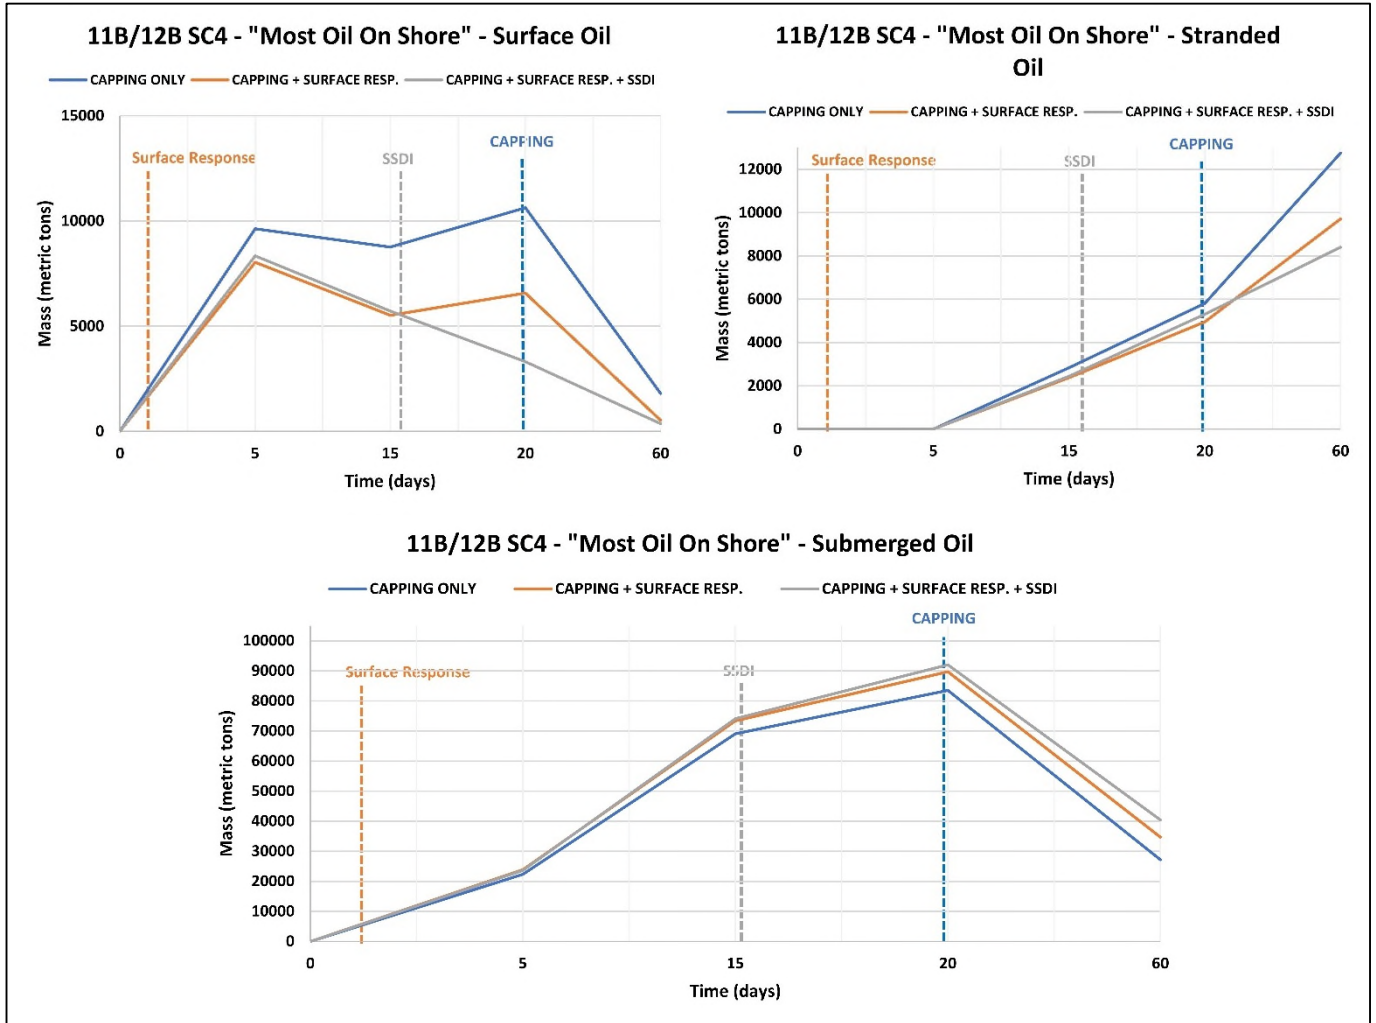 11B/12B SC4 - "Most Oil On Shore" - Surface Oil
CAPPING ONLY CAPPING + SURFACE RESP. CAPPING + SURFACE RESP. + SSDI
15000
10000
5000
0
Mass (metric tons)
Surface Response
SSDI
CAPPING
0 5 15 20 60
Time (days)
11B/12B SC4 - "Most Oil On Shore" - Stranded
Oil
CAPPING ONLY CAPPING + SURFACE RESP. CAPPING + SURFACE RESP. + SSDI
12000
10000
8000
6000
4000
2000
0
Mass (metric tons)
Surface Response
SSDI
CAPPING
0 5 15 20 60
Time (days)
11B/12B SC4 - "Most Oil On Shore" - Submerged Oil
CAPPING ONLY CAPPING + SURFACE RESP. CAPPING + SURFACE RESP. + SSDI
100000
90000
80000
70000
60000
50000
40000
30000
20000
10000
0
Mass (metric tons)
Surface Response
SSDI
CAPPING
0 5 15 20 60
Time (days)